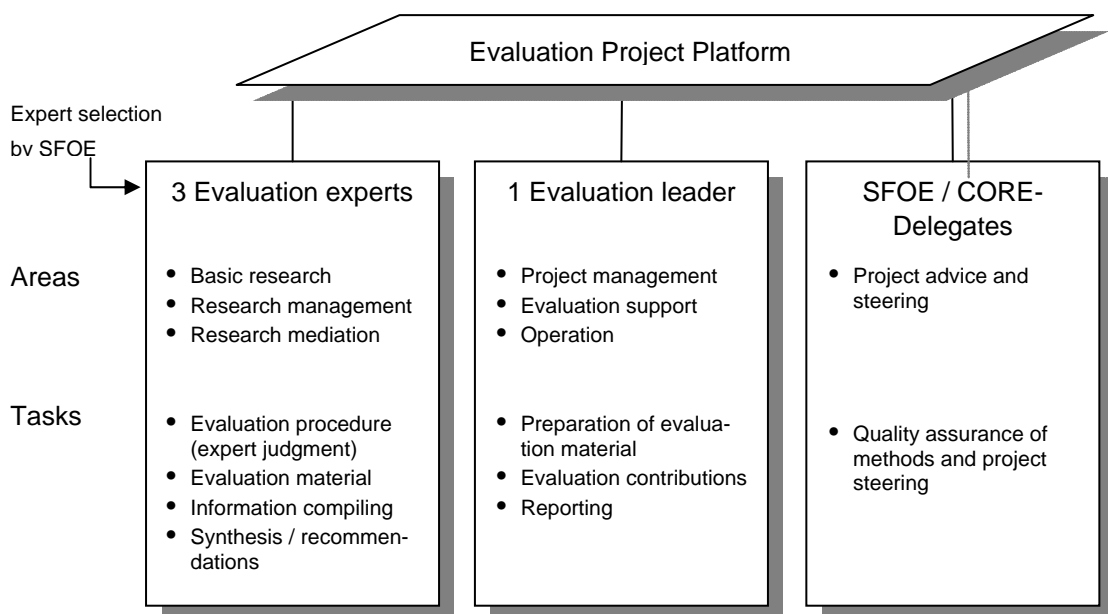 Evaluation Project Platform
Expert selection
by SFOE
3 Evaluation experts
1 Evaluation leader
SFOE / CORE-
Delegates
Areas
• Basic research
• Research management
• Research mediation
• Project management
• Evaluation support
• Operation
• Project advice and
steering
Tasks
• Evaluation procedure
(expert judgment)
• Evaluation material
• Information compiling
• Synthesis / recommen-
dations
• Preparation of evalua-
tion material
• Evaluation contributions
• Reporting
• Quality assurance of
methods and project
steering